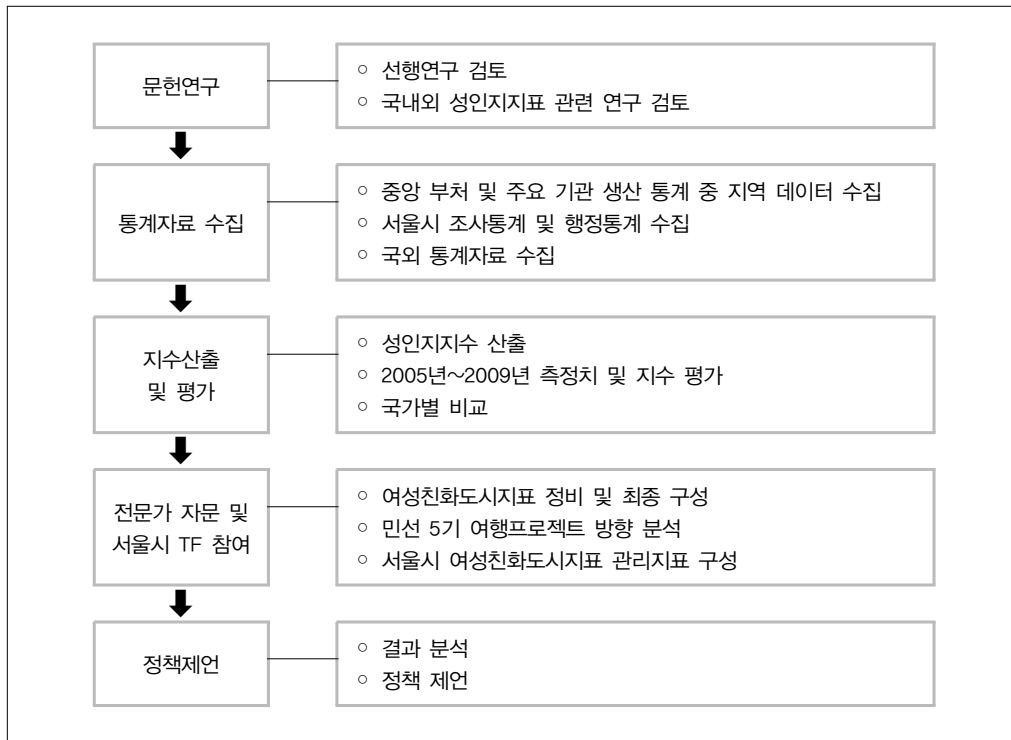 문헌연구
○ 선행연구 검토
○ 국내외 성인지지표 관련 연구 검토
통계자료 수집
○ 중앙 부처 및 주요 기관 생산 통계 중 지역 데이터 수집
○ 서울시 조사통계 및 행정통계 수집
○ 국외 통계자료 수집
지수산출
및 평가
○ 성인지지수 산출
○ 2005년~2009년 측정치 및 지수 평가
○ 국가별 비교
전문가 자문 및
서울시 TF 참여
○ 여성친화도시지표 정비 및 최종 구성
○ 민선 5기 여행프로젝트 방향 분석
○ 서울시 여성친화도시지표 관리지표 구성
정책제언
○ 결과 분석
○ 정책 제언